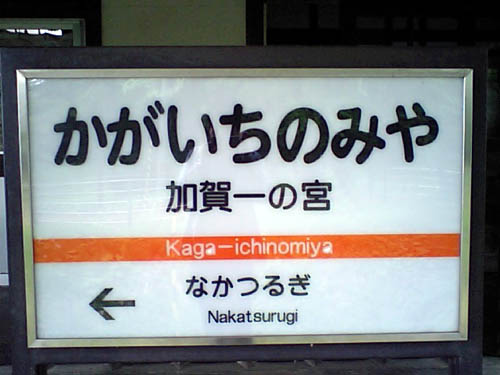 かがいちのみや
加賀一の宮
Kaga-ichinomiya
なかつるぎ
←
Nakatsurugi